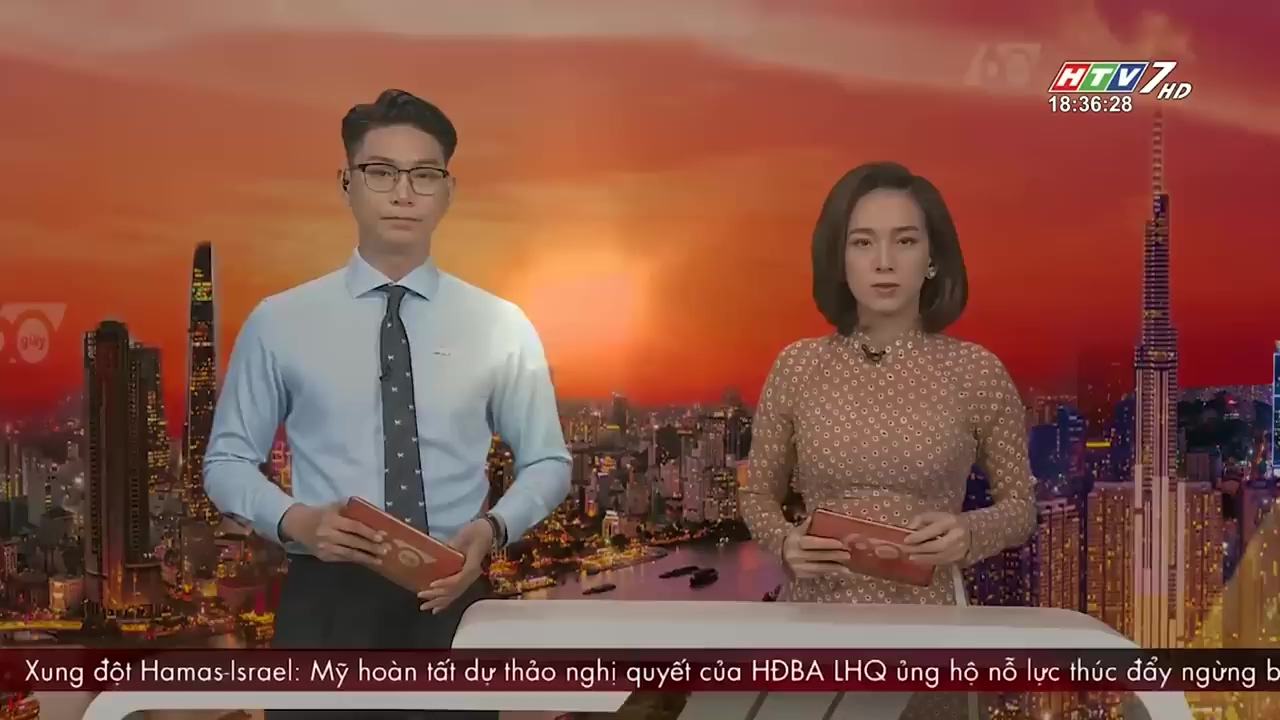 HTV7 HD
18:36:28
giây
Xung đột Hamas-Israel: Mỹ hoàn tất dự thảo nghị quyết của HĐBA LHQ ủng hộ nỗ lực thúc đẩy ngừng b